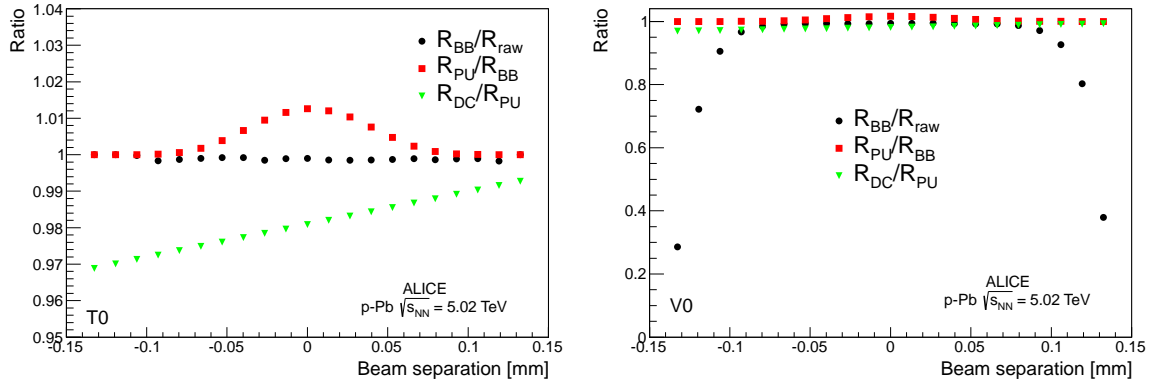 Ratio
1.04
1.03
1.02
1.01
1
0.99
0.98
0.97
0.96
0.95
R_BB/R_raw
R_PU/R_BB
R_DC/R_PU
ALICE
p-Pb √s_NN = 5.02 TeV
T0
-0.15 -0.1 -0.05 0 0.05 0.1 0.15
Beam separation [mm]
Ratio
1
0.8
0.6
0.4
0.2
0
R_BB/R_raw
R_PU/R_BB
R_DC/R_PU
ALICE
p-Pb √s_NN = 5.02 TeV
V0
-0.15 -0.1 -0.05 0 0.05 0.1 0.15
Beam separation [mm]